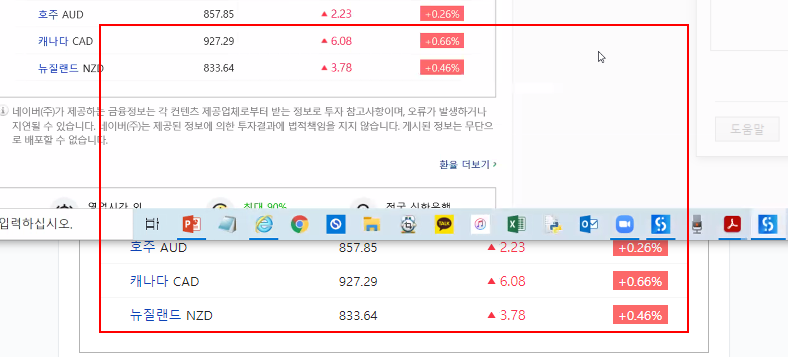 호주 AUD 857.85 ▲ 2.23 +0.26%
캐나다 CAD 927.29 ▲ 6.08 +0.66%
뉴질랜드 NZD 833.64 ▲ 3.78 +0.46%
네이버(주)가 제공하는 금융정보는 각 컨텐츠 제공업체로부터 받는 정보로 투자 참고사항이며, 오류가 발생하거나
지연될 수 있습니다. 네이버(주)는 제공된 정보에 의한 투자결과에 법적책임을 지지 않습니다. 게시된 정보는 무단으
로 배포할 수 없습니다.
도움말
환율 더보기 ›
최대 90%
입력하십시오.
TALK
호주 AUD 857.85 ▲ 2.23 +0.26%
캐나다 CAD 927.29 ▲ 6.08 +0.66%
뉴질랜드 NZD 833.64 ▲ 3.78 +0.46%